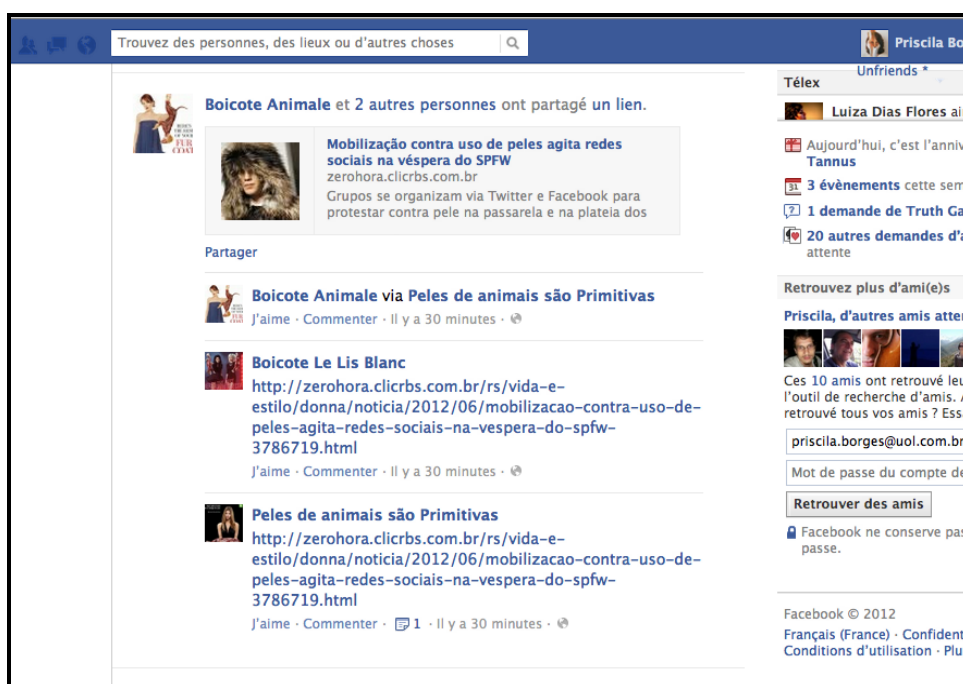 Trouvez des personnes, des lieux ou d'autres choses
Priscila Bo
Unfriends *
Boicote Animale et 2 autres personnes ont partagé un lien.
FUR
COAT
Mobilização contra uso de peles agita redes
sociais na véspera do SPFW
zerohora.clicrbs.com.br
Grupos se organizam via Twitter e Facebook para
protestar contra pele na passarela e na plateia dos
Partager
Boicote Animale via Peles de animais são Primitivas
J'aime · Commenter · Il y a 30 minutes ·
Boicote Le Lis Blanc
http://zerohora.clicrbs.com.br/rs/vida-e-
estilo/donna/noticia/2012/06/mobilizacao-contra-uso-de-
peles-agita-redes-sociais-na-vespera-do-spfw-
3786719.html
J'aime · Commenter · Il y a 30 minutes ·
Peles de animais são Primitivas
http://zerohora.clicrbs.com.br/rs/vida-e-
estilo/donna/noticia/2012/06/mobilizacao-contra-uso-de-
peles-agita-redes-sociais-na-vespera-do-spfw-
3786719.html
J'aime · Commenter · 1 · Il y a 30 minutes ·
Télex
Luiza Dias Flores ai
Aujourd'hui, c'est l'anniv
Tannus
31 3 évènements cette sem
1 demande de Truth Ga
20 autres demandes d'a
attente
Retrouvez plus d'ami(e)s
Priscila, d'autres amis atten
Ces 10 amis ont retrouvé leu
l'outil de recherche d'amis. A
retrouvé tous vos amis ? Ess
priscila.borges@uol.com.br
Mot de passe du compte de
Retrouver des amis
Facebook ne conserve pas
passe.
Facebook © 2012
Français (France) · Confident
Conditions d'utilisation · Plu